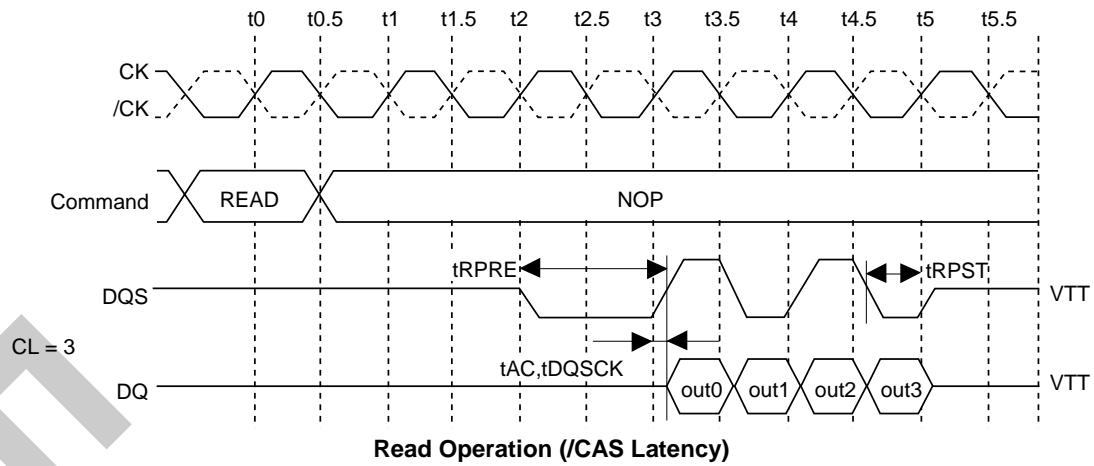 t0 t0.5 t1 t1.5 t2 t2.5 t3 t3.5 t4 t4.5 t5 t5.5
CK
/CK
Command READ NOP
tRPRE tRPST
DQS VTT
CL = 3
tAC,tDQSCK
DQ out0 out1 out2 out3 VTT
Read Operation (/CAS Latency)